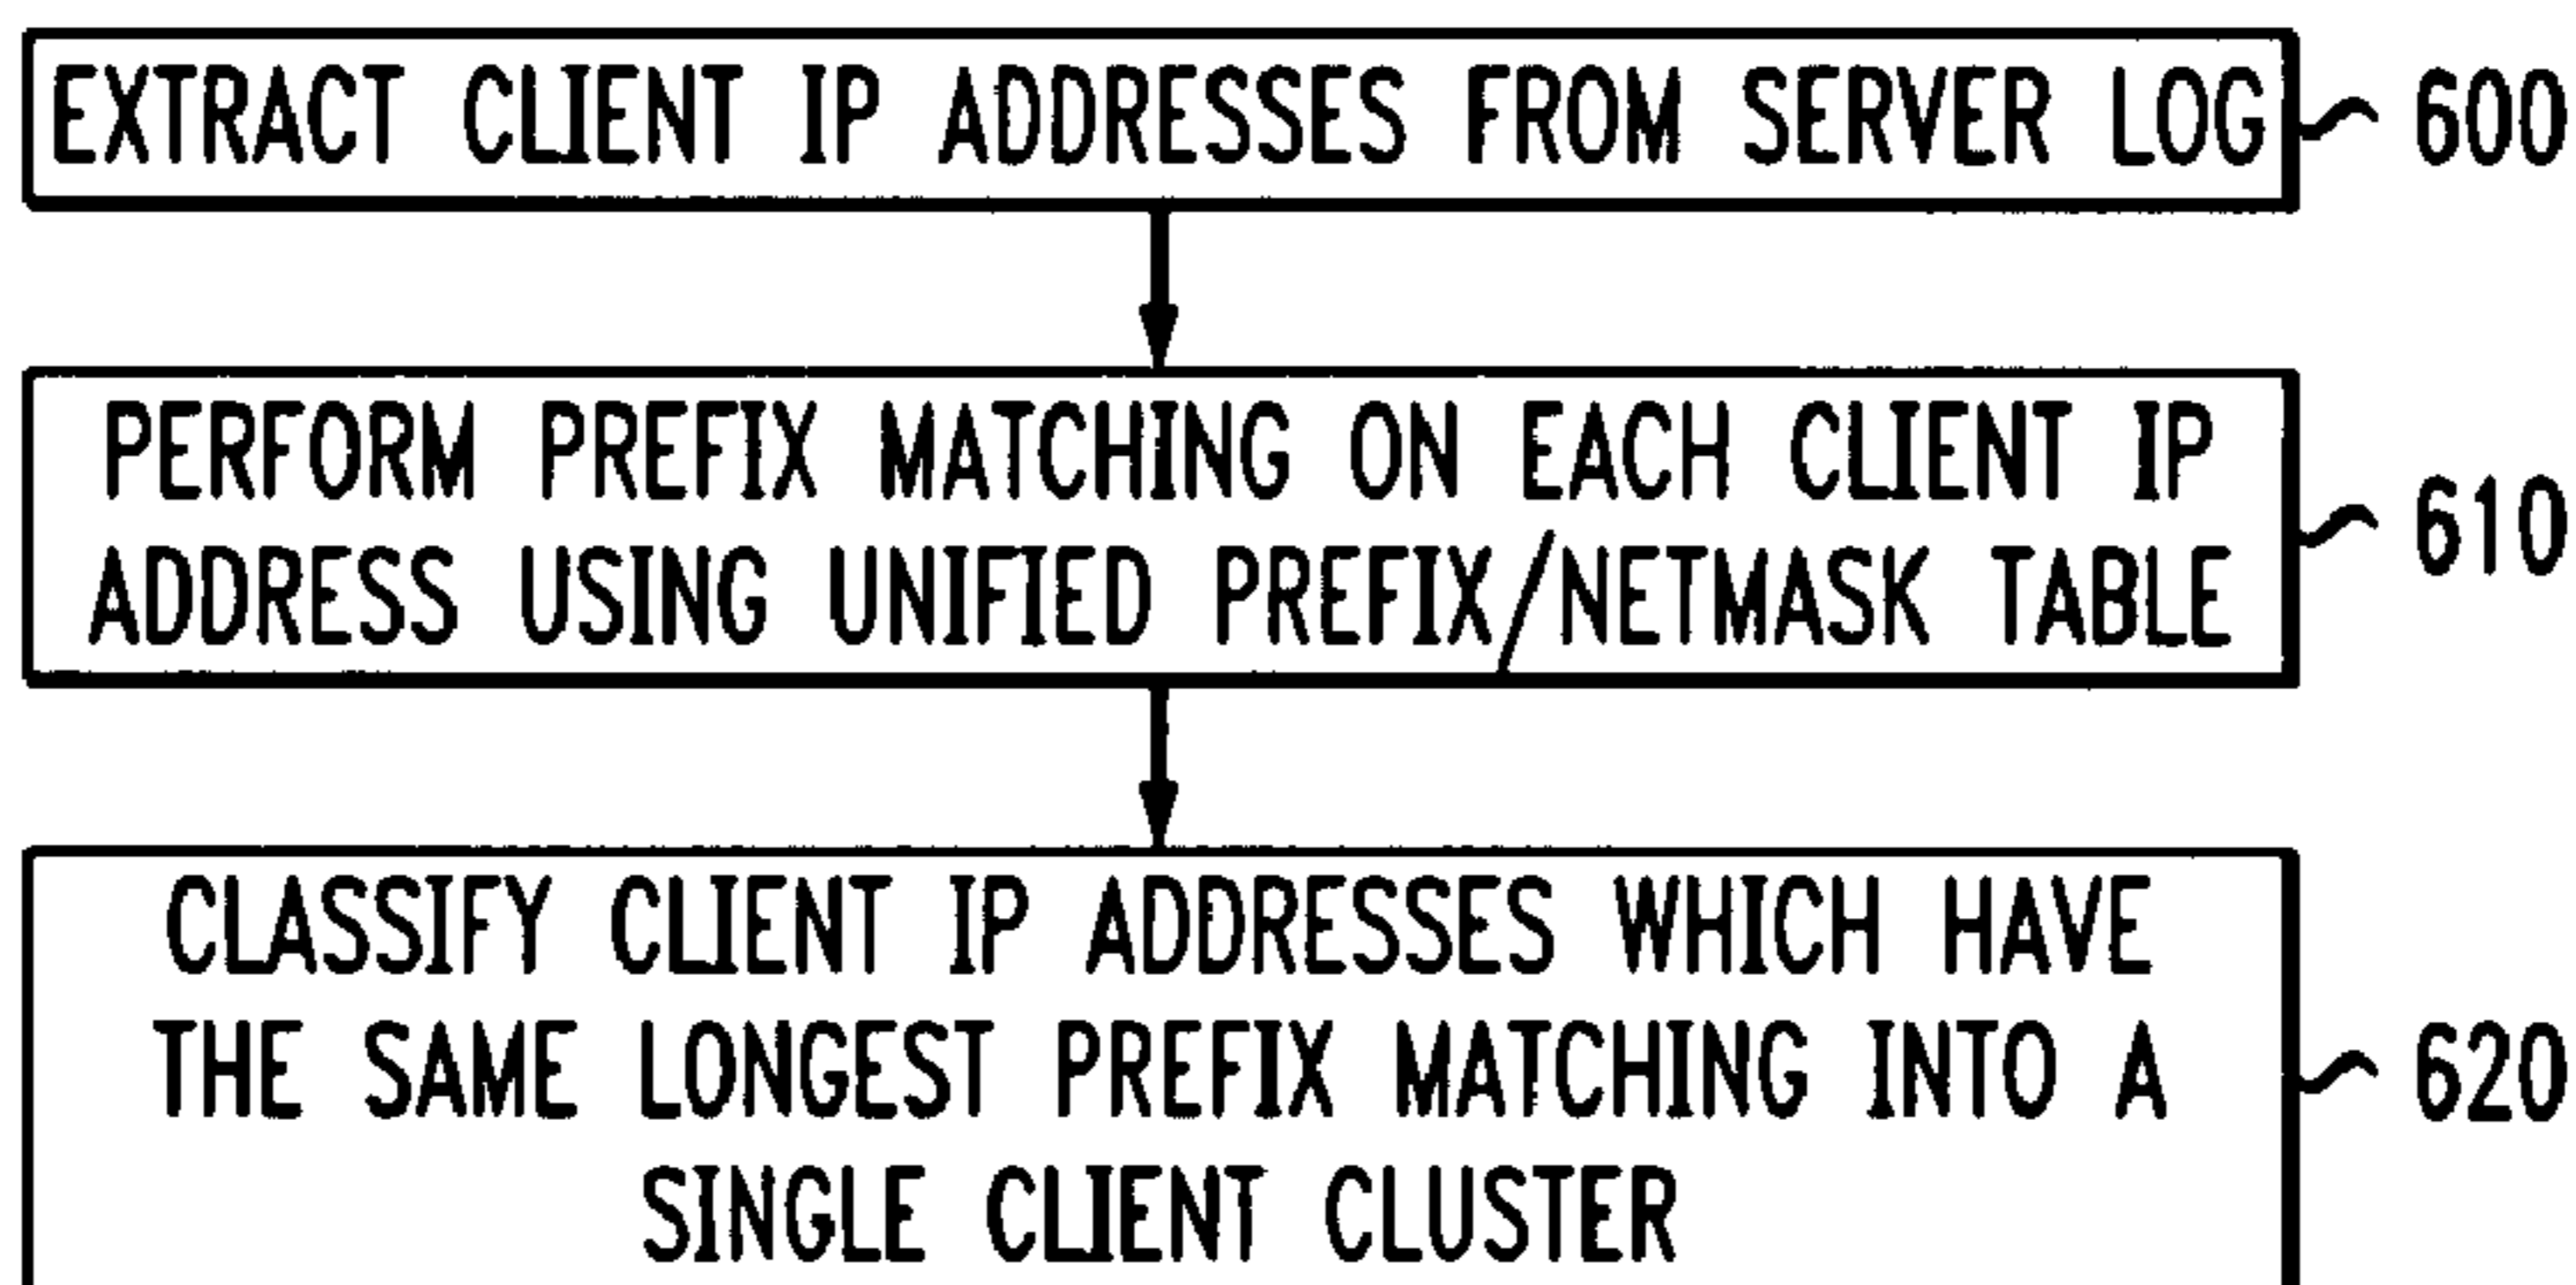 EXTRACT CLIENT IP ADDRESSES FROM SERVER LOG 600
PERFORM PREFIX MATCHING ON EACH CLIENT IP
ADDRESS USING UNIFIED PREFIX/NETMASK TABLE
610
CLASSIFY CLIENT IP ADDRESSES WHICH HAVE
THE SAME LONGEST PREFIX MATCHING INTO A
SINGLE CLIENT CLUSTER
620